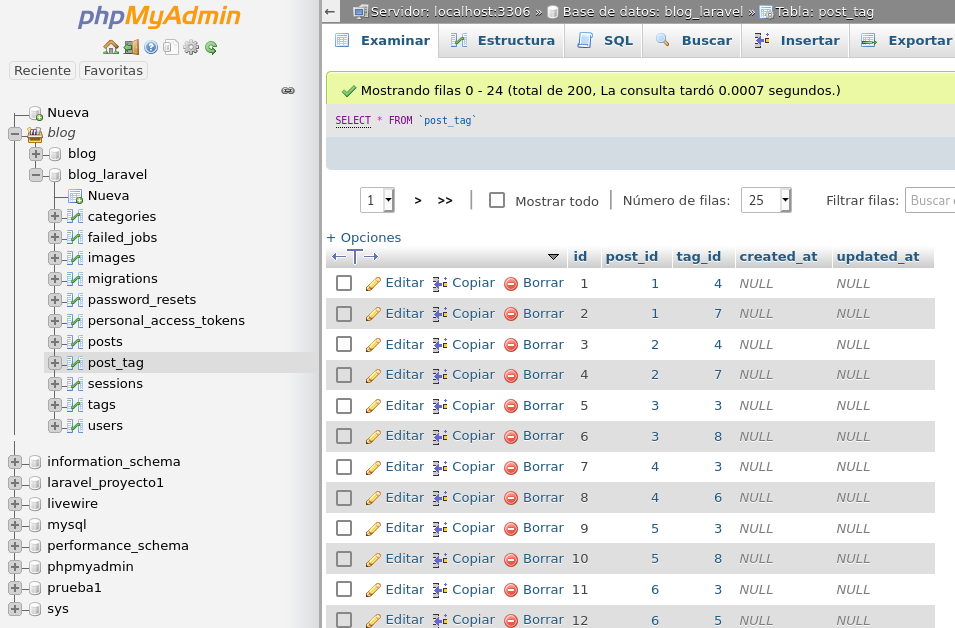 phpMyAdmin
Reciente Favoritas
Nueva
blog
blog
blog_laravel
Nueva
categories
failed_jobs
images
migrations
password_resets
personal_access_tokens
posts
post_tag
sessions
tags
users
information_schema
laravel_proyecto1
livewire
mysql
performance_schema
phpmyadmin
prueba1
sys
Servidor: localhost:3306 » Base de datos: blog_laravel » Tabla: post_tag
Examinar Estructura SQL Buscar Insertar Exportar
Mostrando filas 0 - 24 (total de 200, La consulta tardó 0.0007 segundos.)
SELECT * FROM `post_tag`
1 > >> Mostrar todo Número de filas: 25 Filtrar filas: Buscar
+ Opciones
←T→ id post_id tag_id created_at updated_at
Editar Copiar Borrar 1 1 4 NULL NULL
Editar Copiar Borrar 2 1 7 NULL NULL
Editar Copiar Borrar 3 2 4 NULL NULL
Editar Copiar Borrar 4 2 7 NULL NULL
Editar Copiar Borrar 5 3 3 NULL NULL
Editar Copiar Borrar 6 3 8 NULL NULL
Editar Copiar Borrar 7 4 3 NULL NULL
Editar Copiar Borrar 8 4 6 NULL NULL
Editar Copiar Borrar 9 5 3 NULL NULL
Editar Copiar Borrar 10 5 8 NULL NULL
Editar Copiar Borrar 11 6 3 NULL NULL
Editar Copiar Borrar 12 6 5 NULL NULL